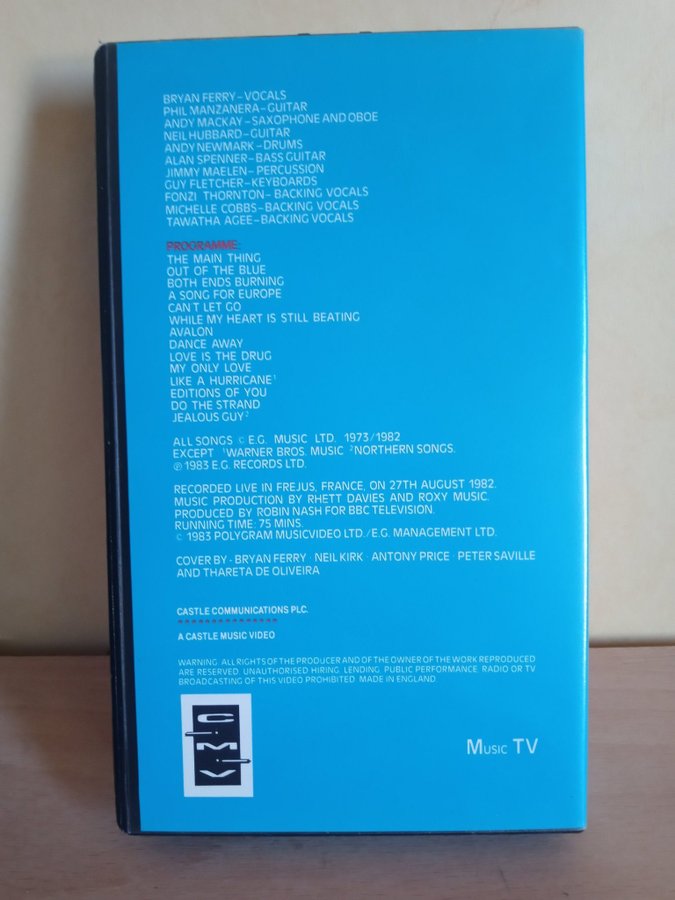 BRYAN FERRY–VOCALS
PHIL MANZANERA–GUITAR
ANDY MACKAY–SAXOPHONE AND OBOE
NEIL HUBBARD–GUITAR
ANDY NEWMARK–DRUMS
ALAN SPENNER–BASS GUITAR
JIMMY MAELEN–PERCUSSION
GUY FLETCHER–KEYBOARDS
FONZI THORNTON–BACKING VOCALS
MICHELLE COBBS–BACKING VOCALS
TAWATHA AGEE–BACKING VOCALS
PROGRAMME:
THE MAIN THING
OUT OF THE BLUE
BOTH ENDS BURNING
A SONG FOR EUROPE
CAN'T LET GO
WHILE MY HEART IS STILL BEATING
AVALON
DANCE AWAY
LOVE IS THE DRUG
MY ONLY LOVE
LIKE A HURRICANE¹
EDITIONS OF YOU
DO THE STRAND
JEALOUS GUY²
ALL SONGS © E.G. MUSIC LTD. 1973/1982
EXCEPT ¹WARNER BROS. MUSIC ²NORTHERN SONGS.
℗ 1983 E.G. RECORDS LTD.
RECORDED LIVE IN FREJUS, FRANCE, ON 27TH AUGUST 1982.
MUSIC PRODUCTION BY RHETT DAVIES AND ROXY MUSIC.
PRODUCED BY ROBIN NASH FOR BBC TELEVISION.
RUNNING TIME: 75 MINS.
© 1983 POLYGRAM MUSICVIDEO LTD./E.G. MANAGEMENT LTD.
COVER BY - BRYAN FERRY · NEIL KIRK · ANTONY PRICE · PETER SAVILLE
AND THARETA DE OLIVEIRA
CASTLE COMMUNICATIONS PLC.
A CASTLE MUSIC VIDEO
WARNING. ALL RIGHTS OF THE PRODUCER AND OF THE OWNER OF THE WORK REPRODUCED
ARE RESERVED. UNAUTHORISED HIRING, LENDING, PUBLIC PERFORMANCE, RADIO OR TV
BROADCASTING OF THIS VIDEO PROHIBITED. MADE IN ENGLAND
CMV
MUSIC TV